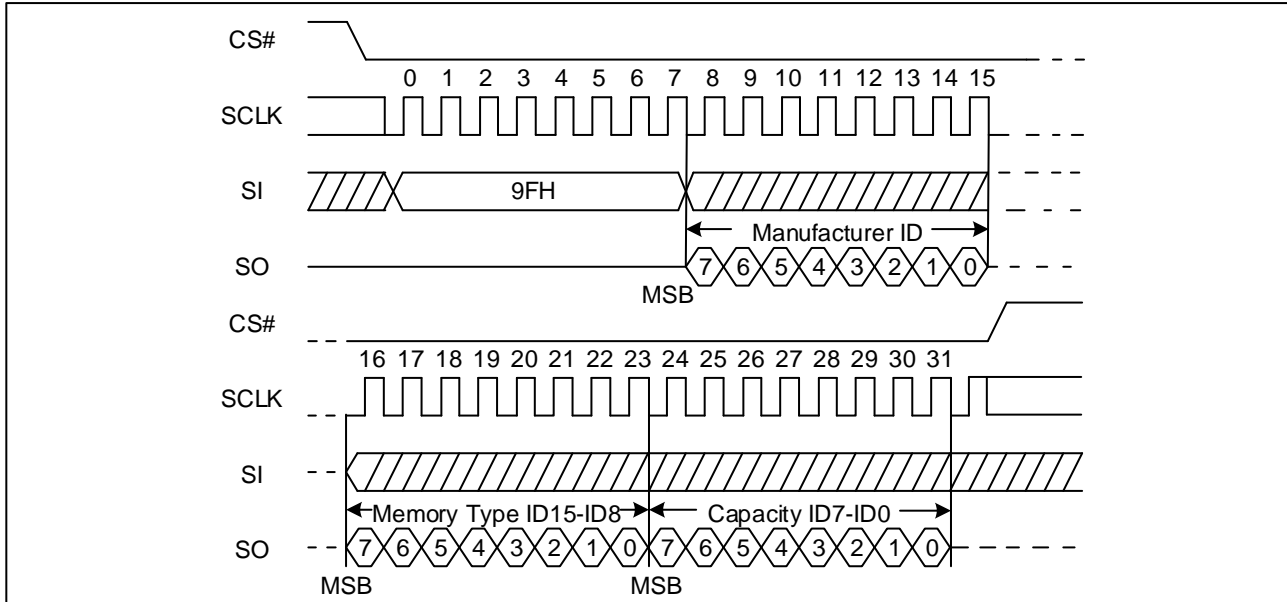 CS#
0 1 2 3 4 5 6 7 8 9 10 11 12 13 14 15
SCLK
SI 9FH
Manufacturer ID
SO 7 6 5 4 3 2 1 0
MSB
CS#
16 17 18 19 20 21 22 23 24 25 26 27 28 29 30 31
SCLK
SI
Memory Type ID15-ID8 Capacity ID7-ID0
SO 7 6 5 4 3 2 1 0 7 6 5 4 3 2 1 0
MSB MSB